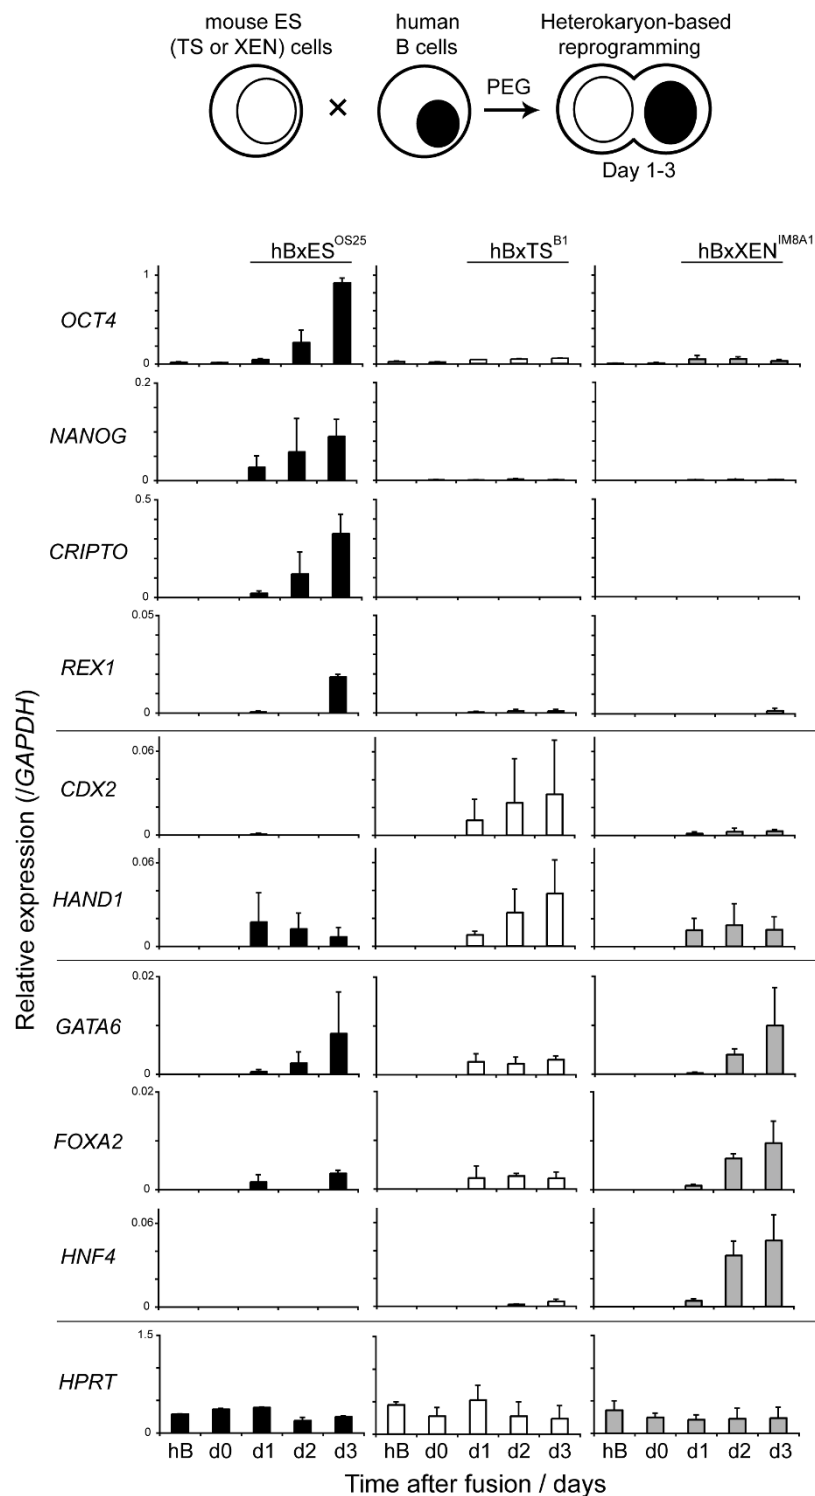 mouse ES
(TS or XEN) cells
human
B cells
Heterokaryon-based
reprogramming
×
PEG
Day 1-3
hBxES^OS25
hBxTS^B1
hBxXEN^IM8A1
Relative expression (/GAPDH)
OCT4
1
0
NANOG
0.2
0
CRIPTO
0.5
0
REX1
0.05
0
CDX2
0.06
0
HAND1
0.06
0
GATA6
0.02
0
FOXA2
0.02
0
HNF4
0.06
0
HPRT
1.5
0
hB d0 d1 d2 d3 hB d0 d1 d2 d3 hB d0 d1 d2 d3
Time after fusion / days